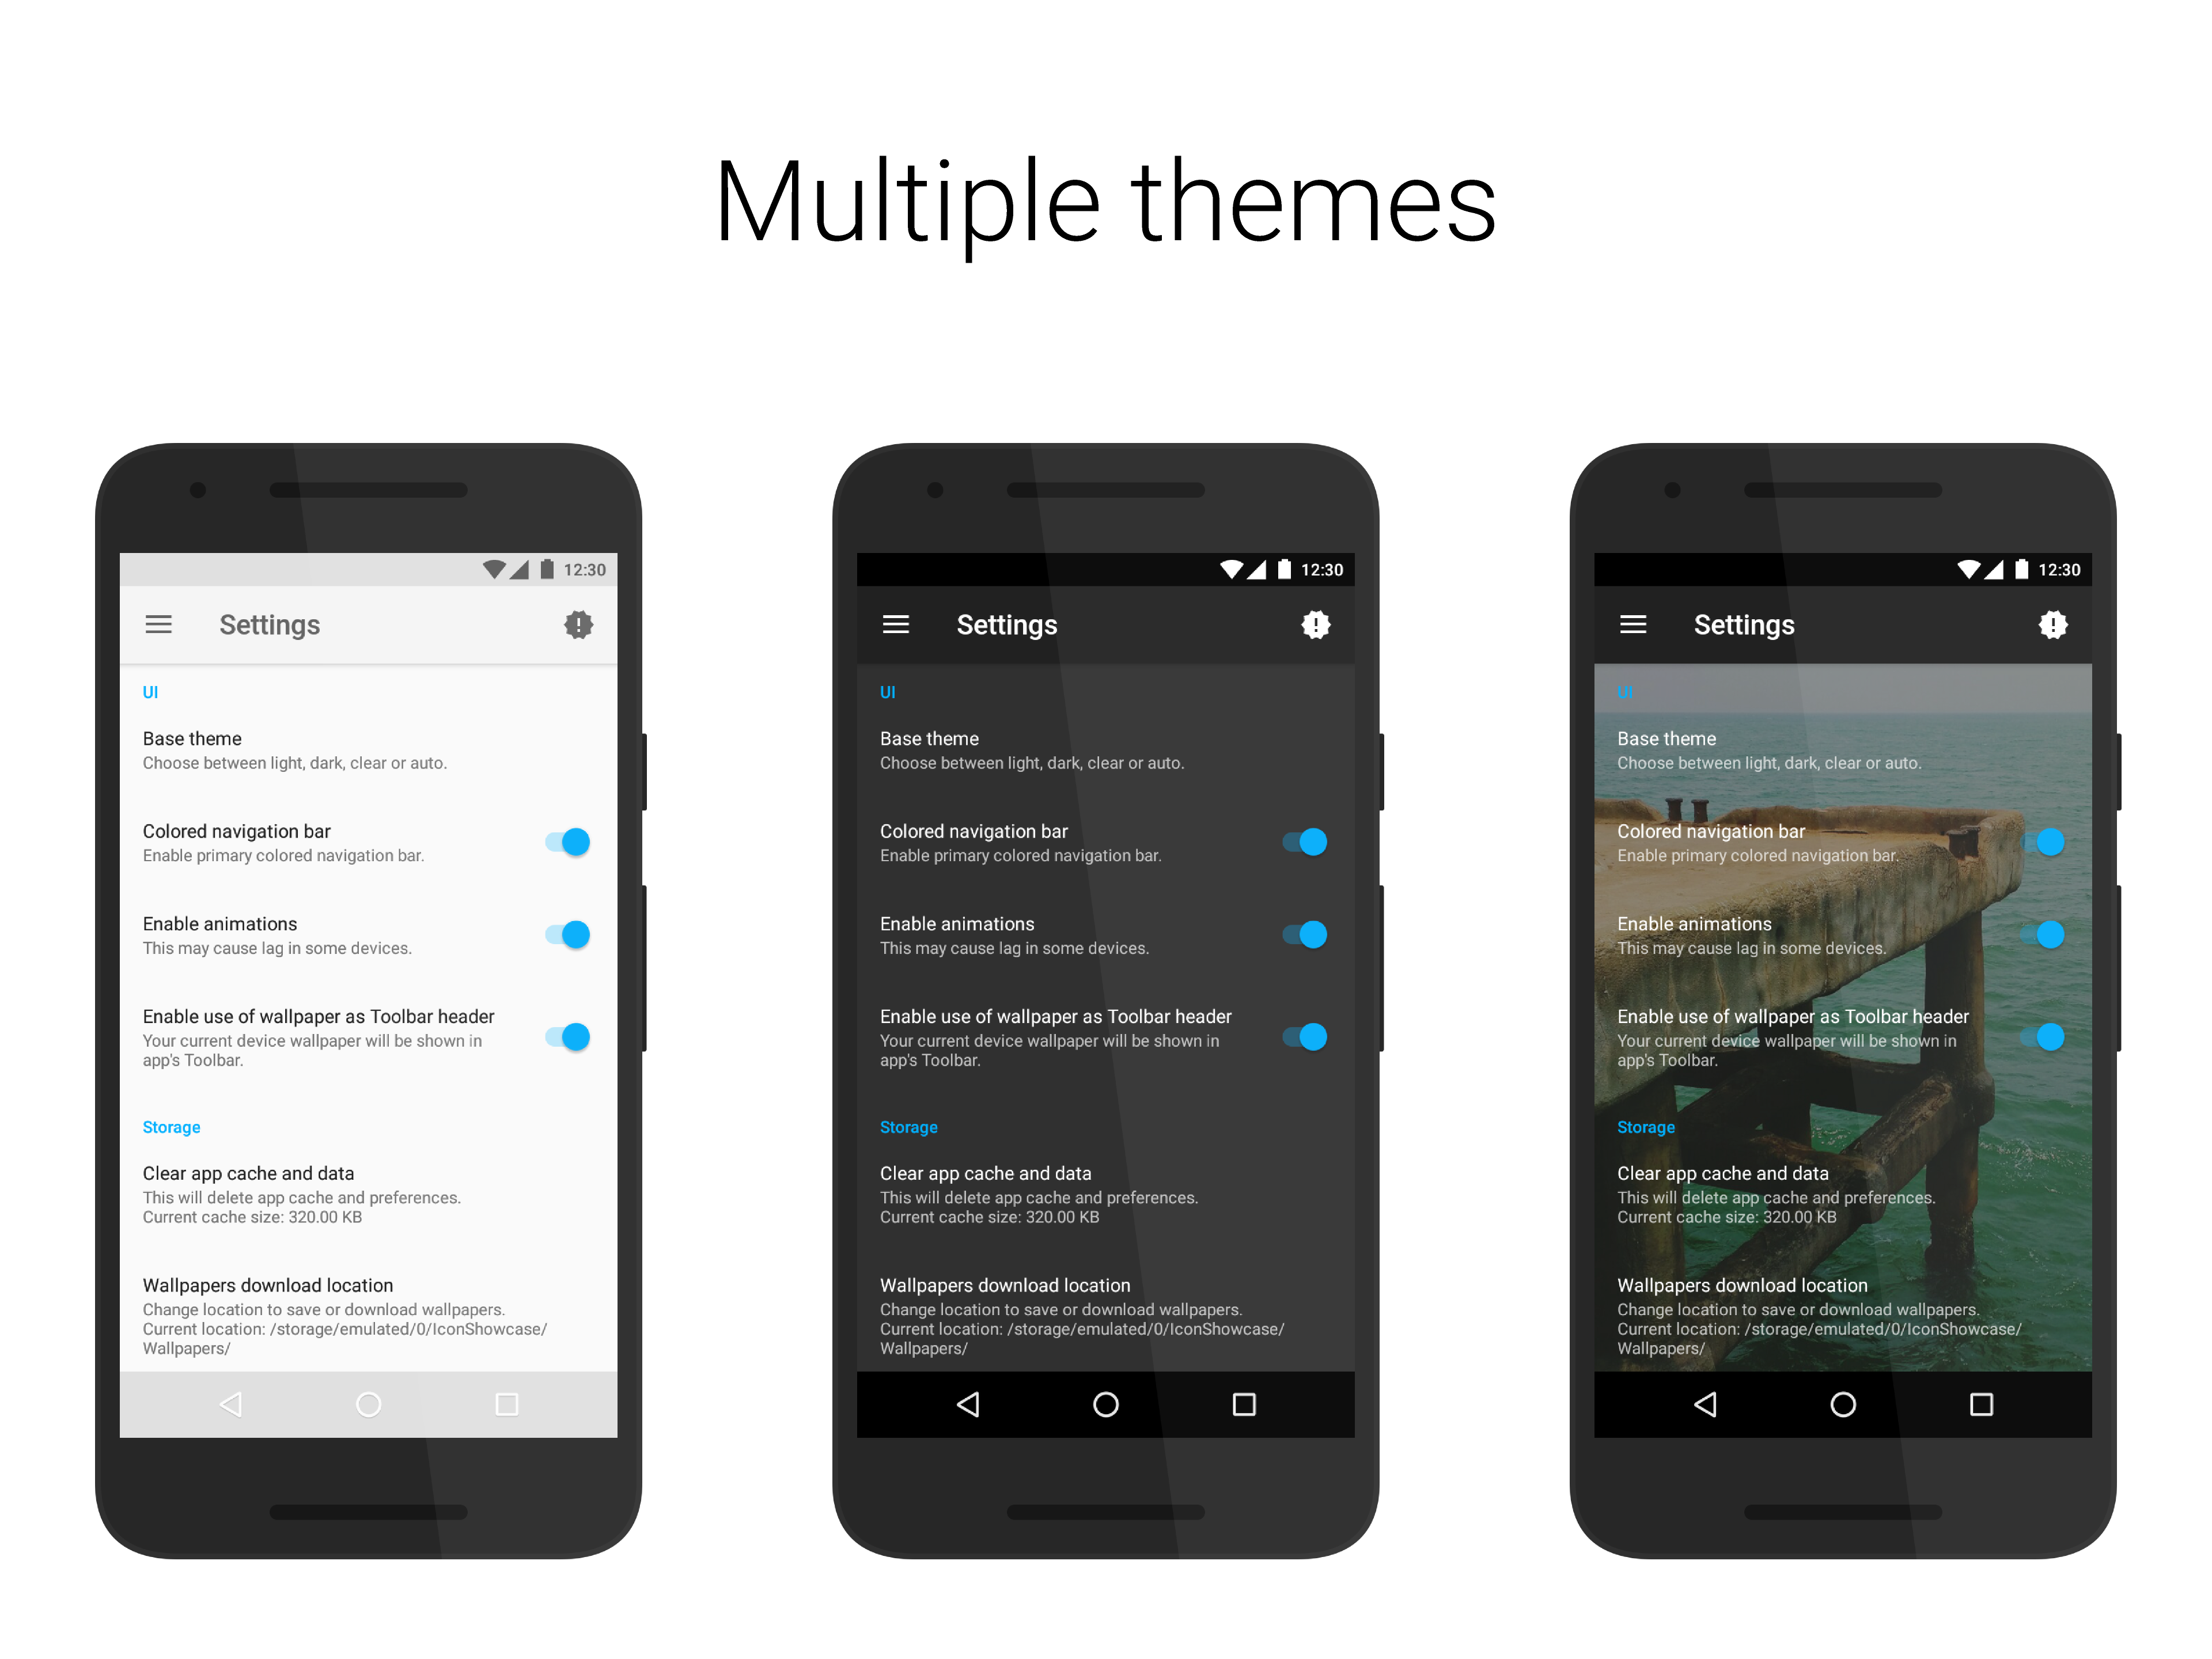 Multiple themes
12:30
Settings
UI
Base theme
Choose between light, dark, clear or auto.
Colored navigation bar
Enable primary colored navigation bar.
Enable animations
This may cause lag in some devices.
Enable use of wallpaper as Toolbar header
Your current device wallpaper will be shown in
app's Toolbar.
Storage
Clear app cache and data
This will delete app cache and preferences.
Current cache size: 320.00 KB
Wallpapers download location
Change location to save or download wallpapers.
Current location: /storage/emulated/0/IconShowcase/
Wallpapers/
12:30
Settings
UI
Base theme
Choose between light, dark, clear or auto.
Colored navigation bar
Enable primary colored navigation bar.
Enable animations
This may cause lag in some devices.
Enable use of wallpaper as Toolbar header
Your current device wallpaper will be shown in
app's Toolbar.
Storage
Clear app cache and data
This will delete app cache and preferences.
Current cache size: 320.00 KB
Wallpapers download location
Change location to save or download wallpapers.
Current location: /storage/emulated/0/IconShowcase/
Wallpapers/
12:30
Settings
UI
Base theme
Choose between light, dark, clear or auto.
Colored navigation bar
Enable primary colored navigation bar.
Enable animations
This may cause lag in some devices.
Enable use of wallpaper as Toolbar header
Your current device wallpaper will be shown in
app's Toolbar.
Storage
Clear app cache and data
This will delete app cache and preferences.
Current cache size: 320.00 KB
Wallpapers download location
Change location to save or download wallpapers.
Current location: /storage/emulated/0/IconShowcase/
Wallpapers/